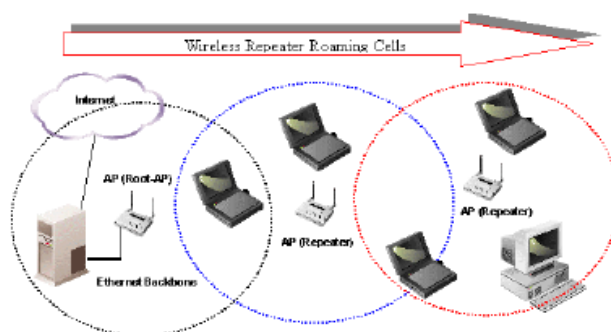 Wireless Repeater Roaming Cells
Internet
AP (Root-AP)
AP (Repeater)
AP (Repeater)
Ethernet Backbone